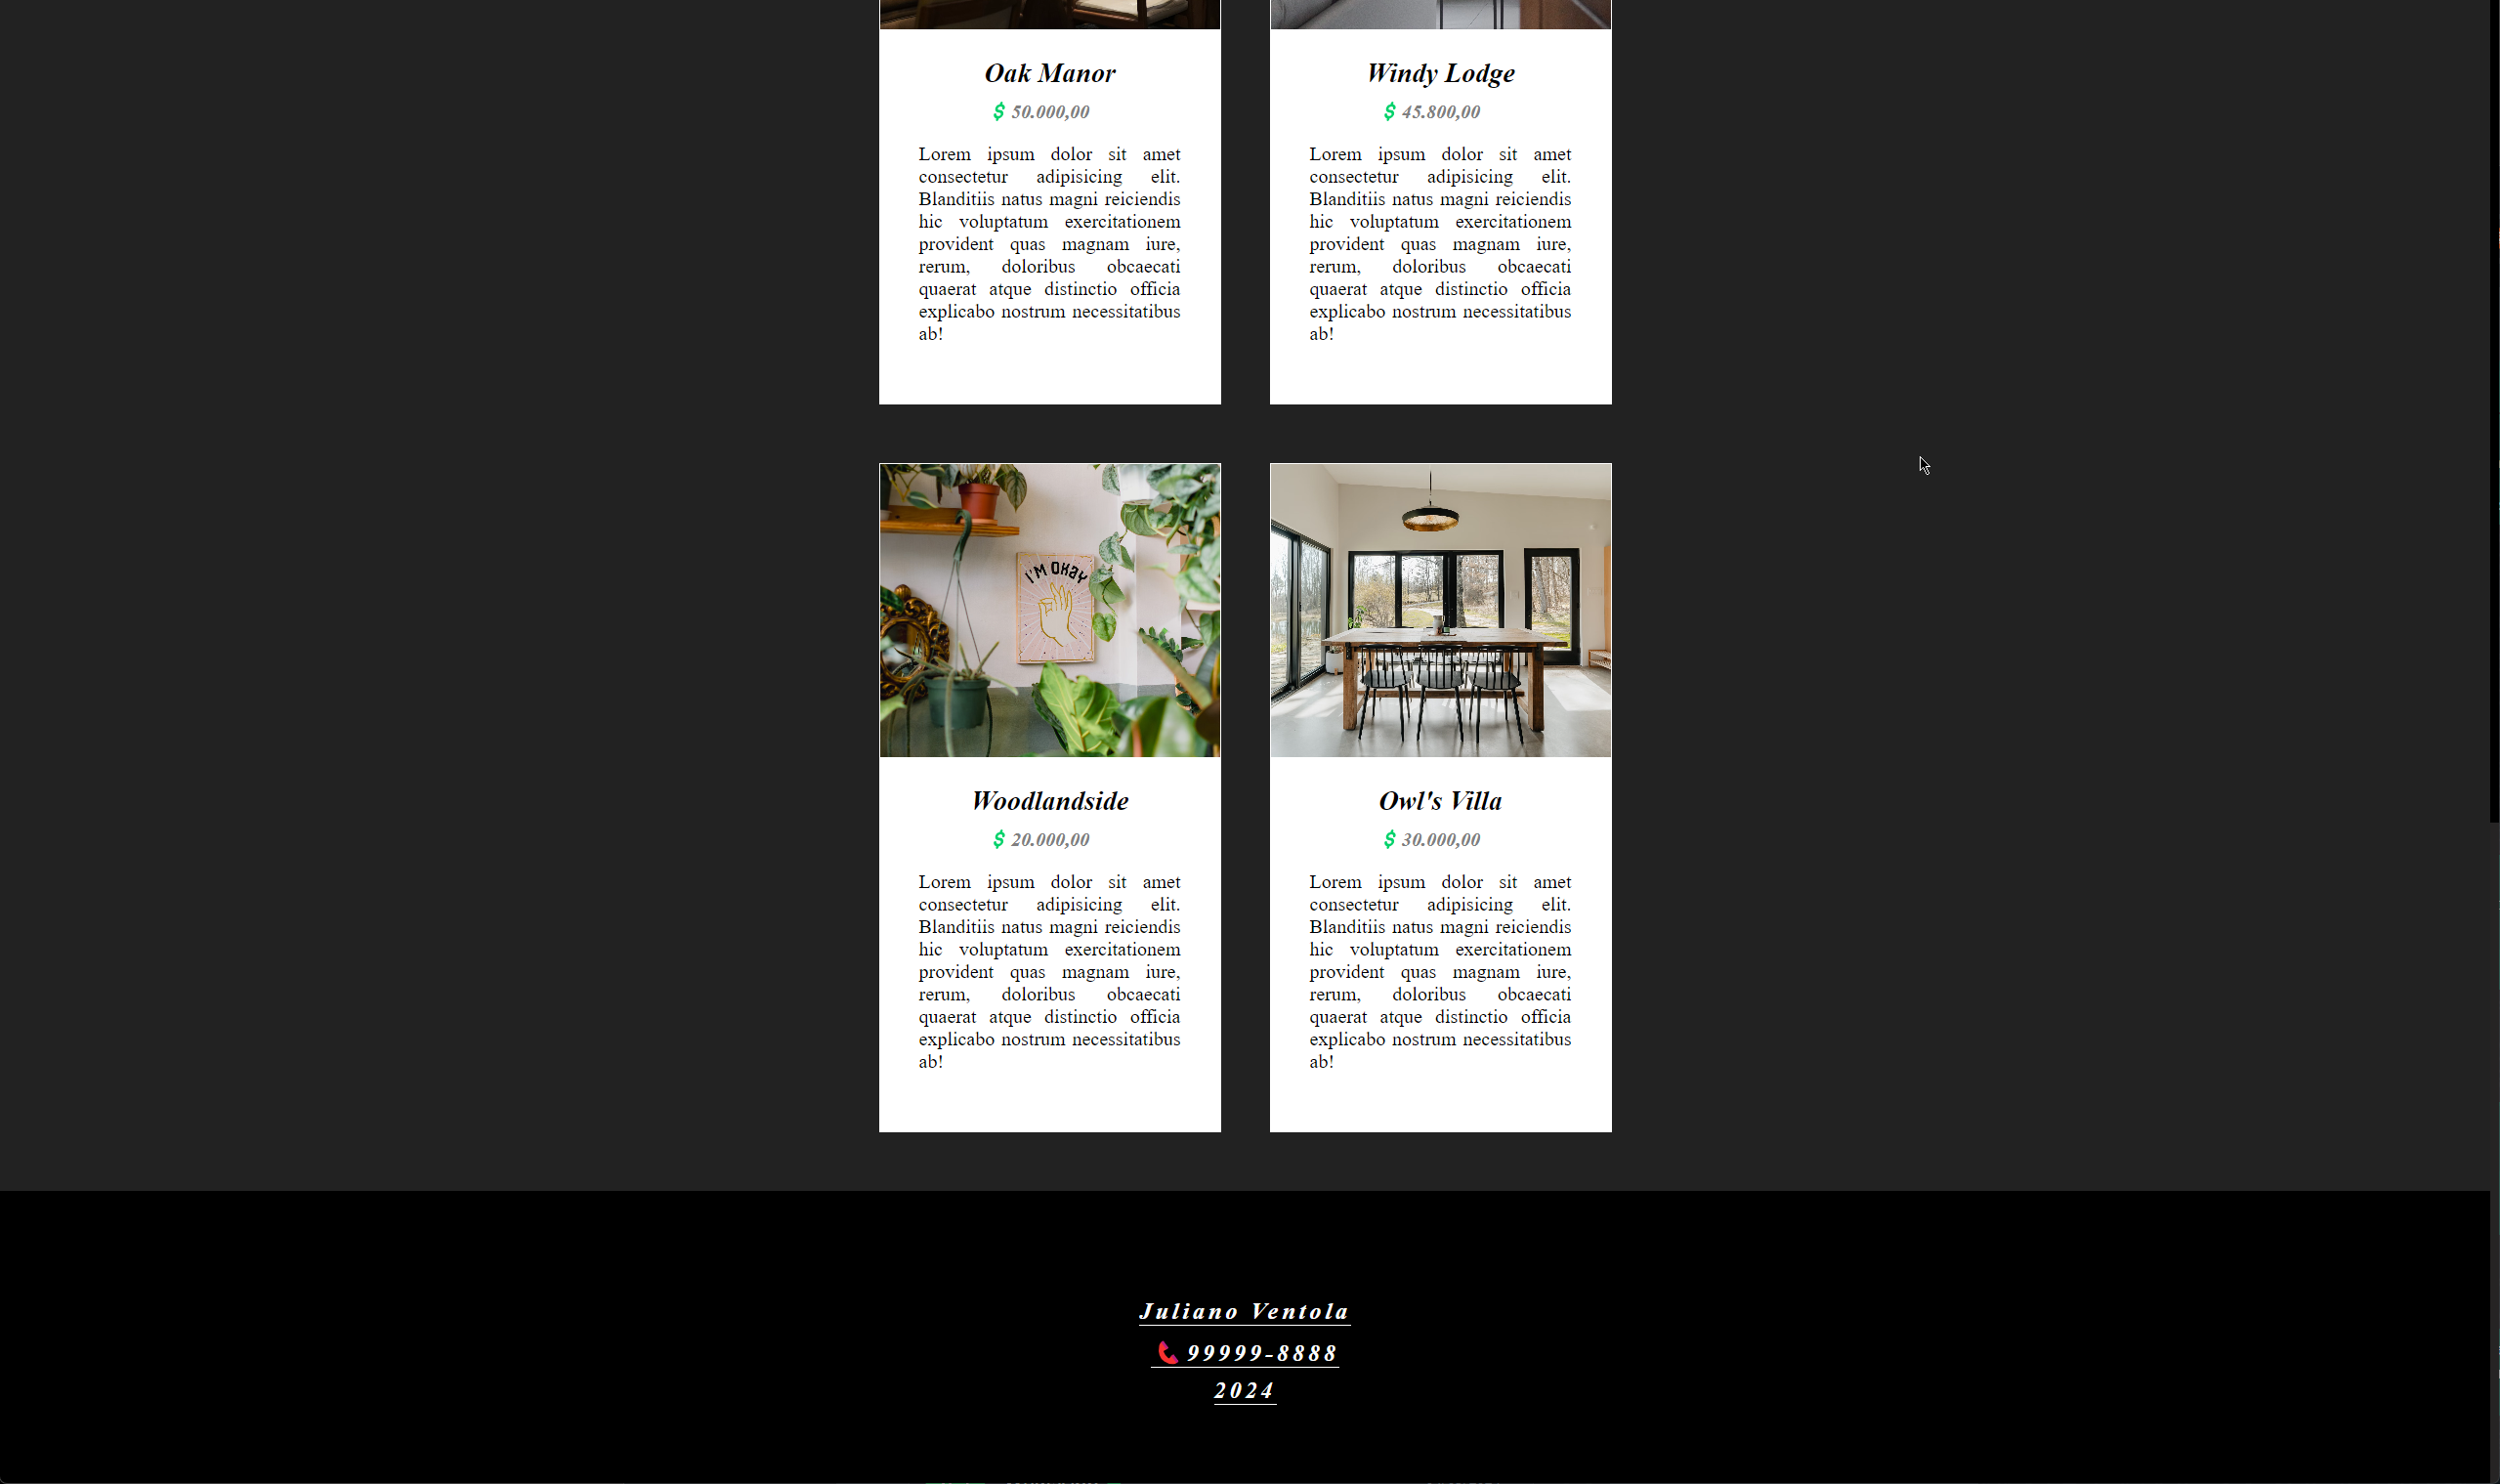 Oak Manor
$ 50.000,00
Lorem ipsum dolor sit amet
consectetur adipisicing elit.
Blanditiis natus magni reiciendis
hic voluptatum exercitationem
provident quas magnam iure,
rerum, doloribus obcaecati
quaerat atque distinctio officia
explicabo nostrum necessitatibus
ab!
Windy Lodge
$ 45.800,00
Lorem ipsum dolor sit amet
consectetur adipisicing elit.
Blanditiis natus magni reiciendis
hic voluptatum exercitationem
provident quas magnam iure,
rerum, doloribus obcaecati
quaerat atque distinctio officia
explicabo nostrum necessitatibus
ab!
I'M OKAY
Woodlandside
$ 20.000,00
Lorem ipsum dolor sit amet
consectetur adipisicing elit.
Blanditiis natus magni reiciendis
hic voluptatum exercitationem
provident quas magnam iure,
rerum, doloribus obcaecati
quaerat atque distinctio officia
explicabo nostrum necessitatibus
ab!
Owl's Villa
$ 30.000,00
Lorem ipsum dolor sit amet
consectetur adipisicing elit.
Blanditiis natus magni reiciendis
hic voluptatum exercitationem
provident quas magnam iure,
rerum, doloribus obcaecati
quaerat atque distinctio officia
explicabo nostrum necessitatibus
ab!
Juliano Ventola
99999-8888
2024